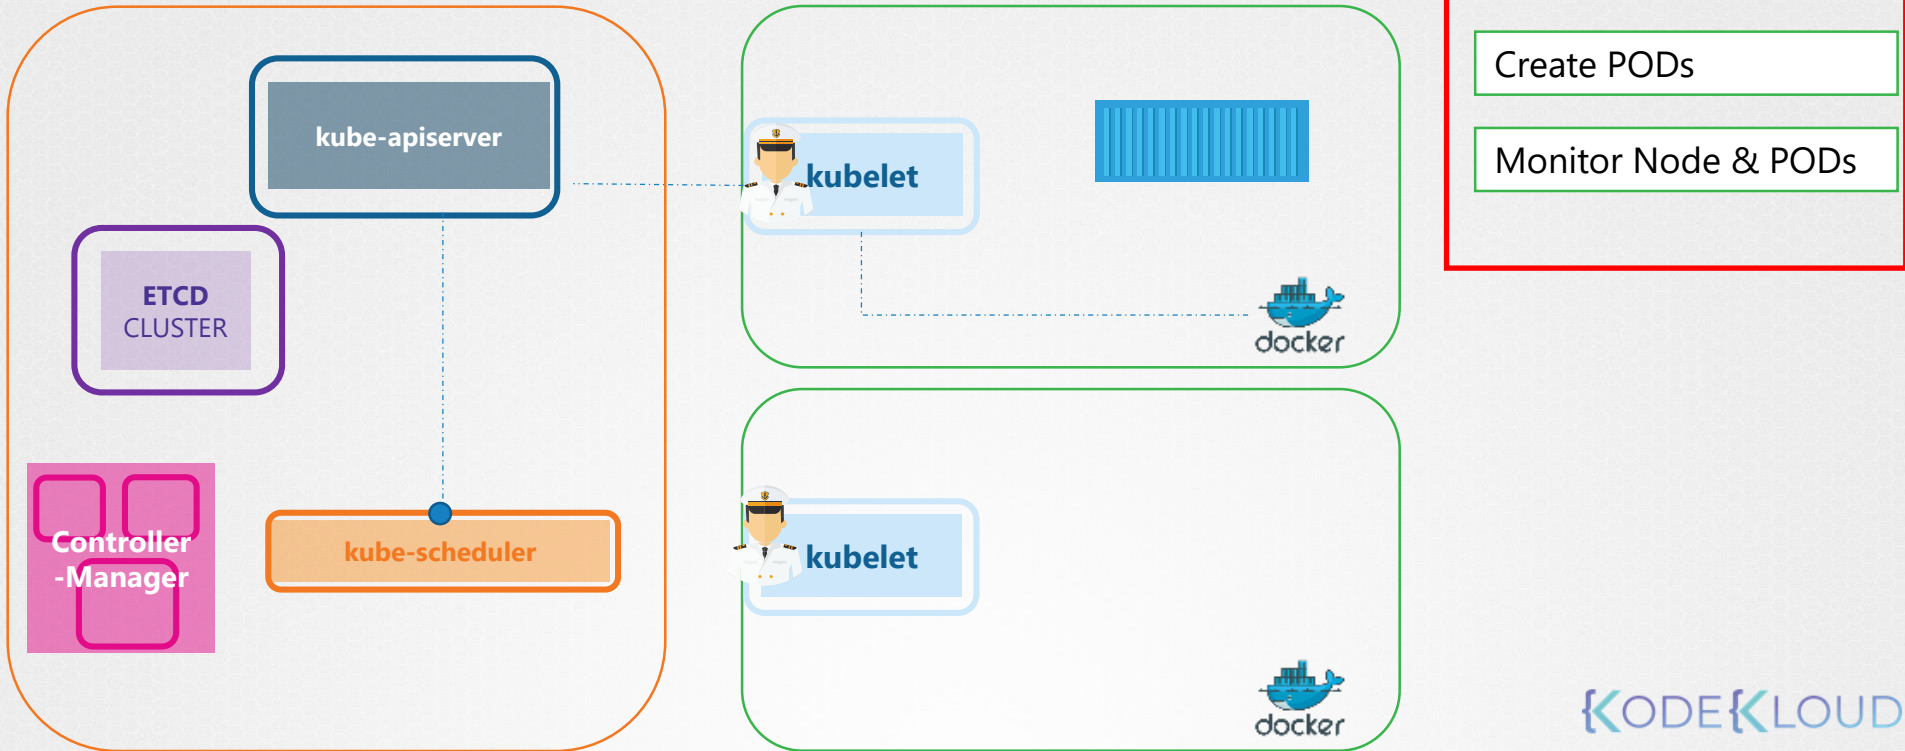 kube-apiserver
ETCD
CLUSTER
Controller
-Manager
kube-scheduler
kubelet
docker
kubelet
docker
Create PODs
Monitor Node & PODs
KODEKLOUD